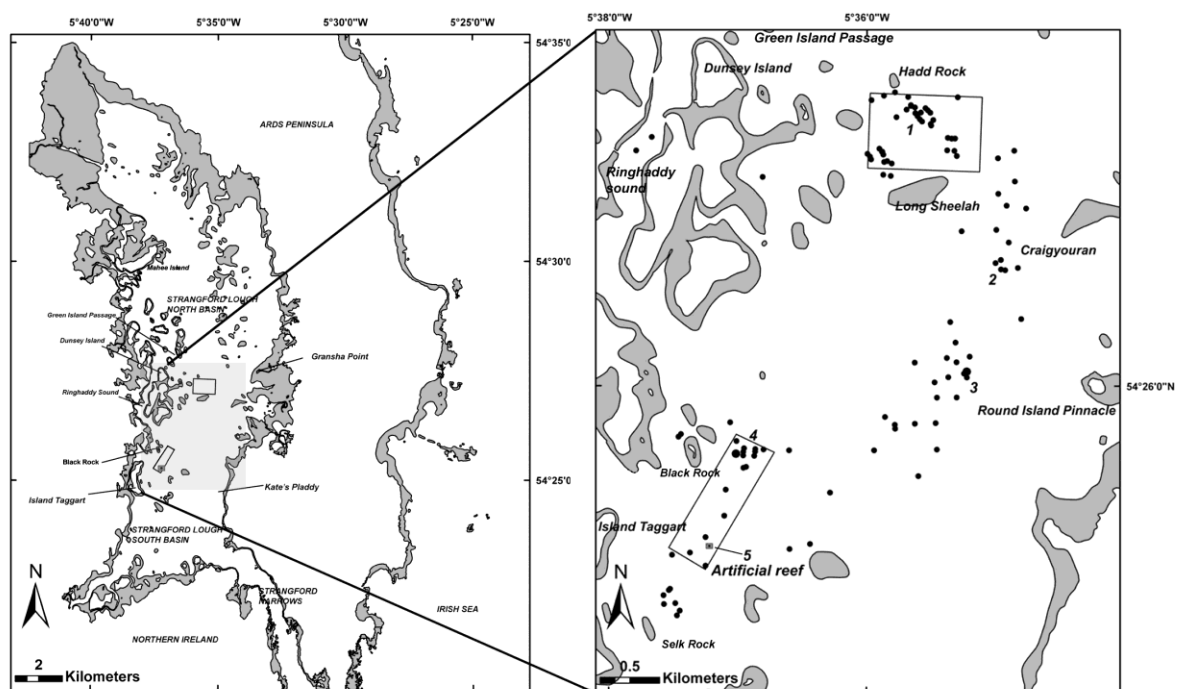 5°40'0"W
5°35'0"W
5°30'0"W
5°25'0"W
54°35'0
54°30'0
54°25'0
ARDS PENINSULA
Mahee Island
STRANGFORD LOUGH
NORTH BASIN
Green Island Passage
Dunsey Island
Gransha Point
Ringhaddy Sound
Black Rock
Kate's Pladdy
Island Taggart
STRANGFORD LOUGH
SOUTH BASIN
STRANGFORD
NARROWS
IRISH SEA
NORTHERN IRELAND
N
2
Kilometers
5°38'0"W
5°36'0"W
54°26'0"N
Green Island Passage
Dunsey Island
Hadd Rock
1
Ringhaddy
sound
Long Sheelah
Craigyouran
2
3
Round Island Pinnacle
4
Black Rock
Island Taggart
5
Artificial reef
N
Selk Rock
0.5
Kilometers